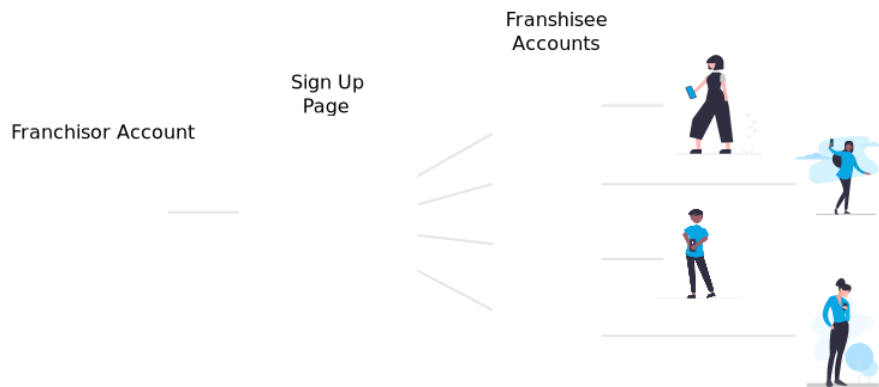 Franshisee
Accounts
Sign Up
Page
Franchisor Account